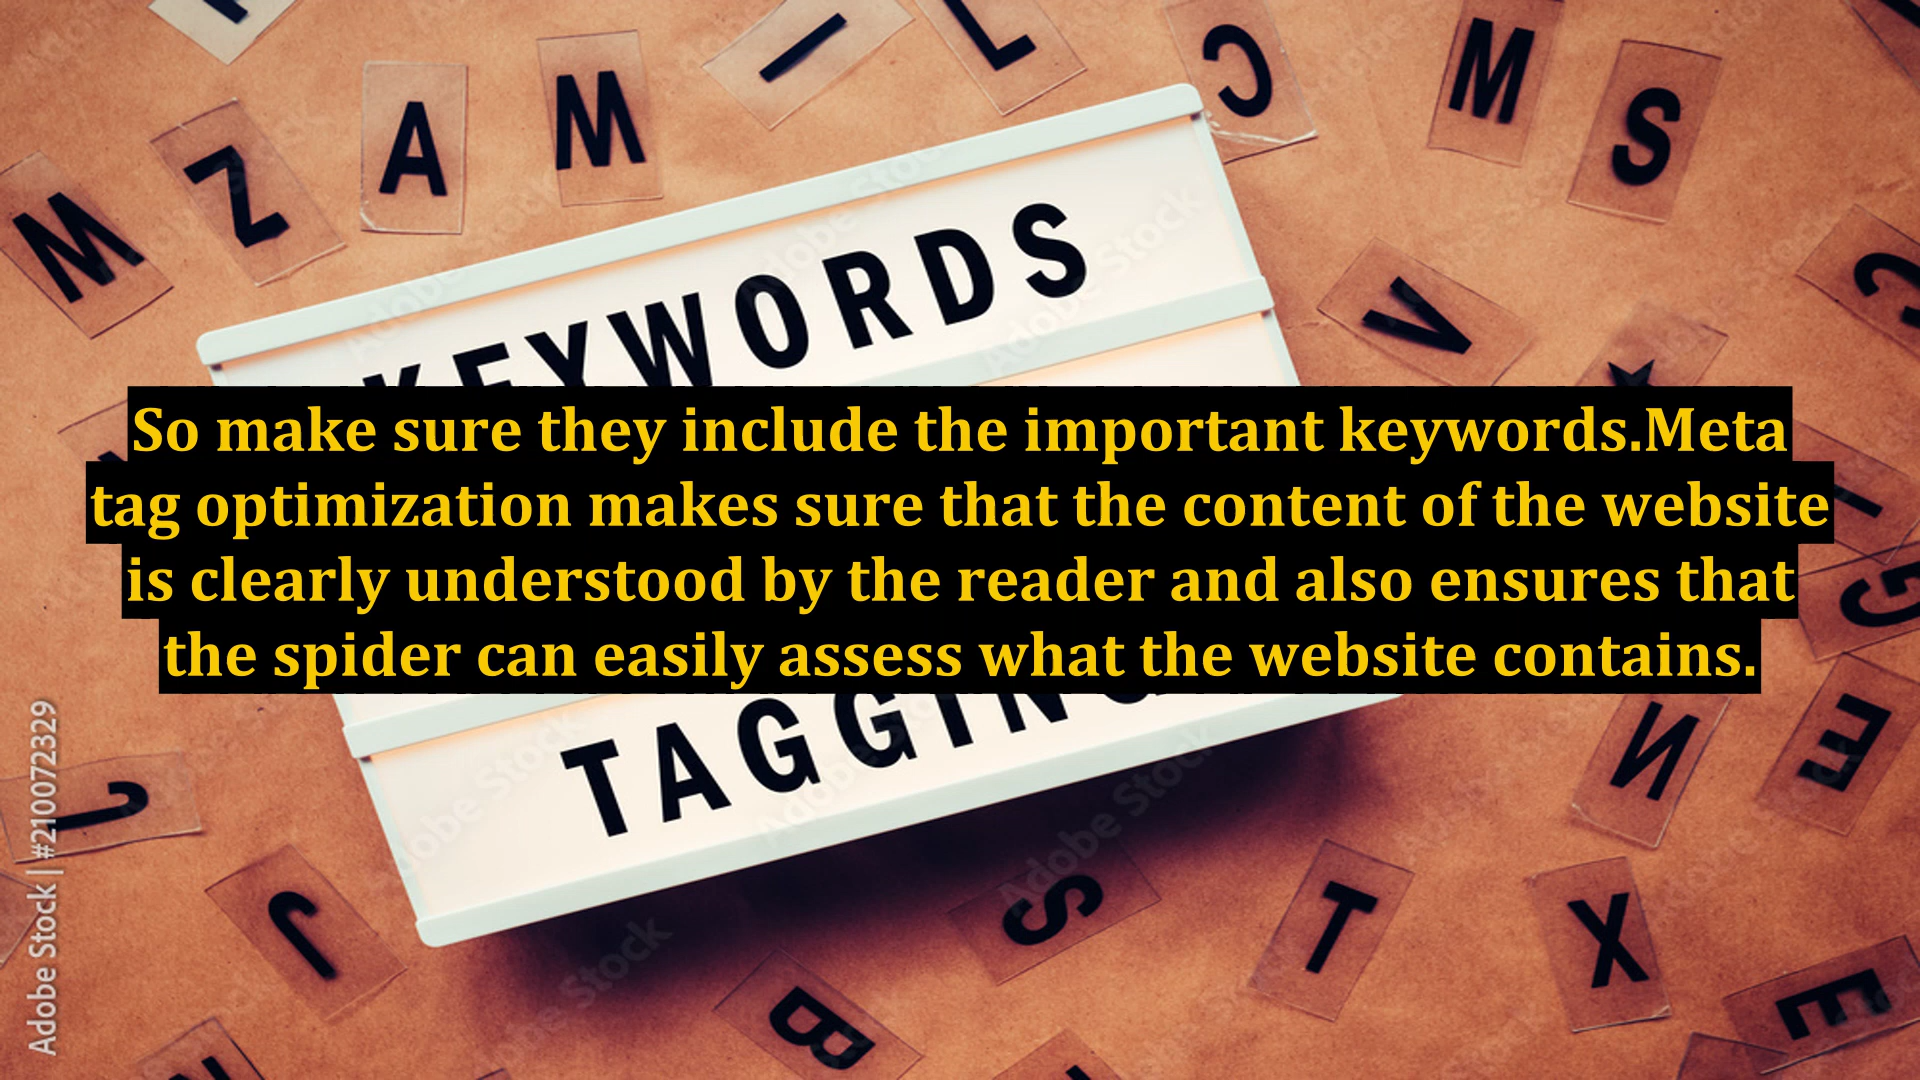 M Z A M I L C M S
KEYWORDS
V
C
So make sure they include the important keywords.Meta
tag optimization makes sure that the content of the website
is clearly understood by the reader and also ensures that
the spider can easily assess what the website contains.
G
TAGGING
N E
J
J S T X
B E
Adobe Stock | #210072329